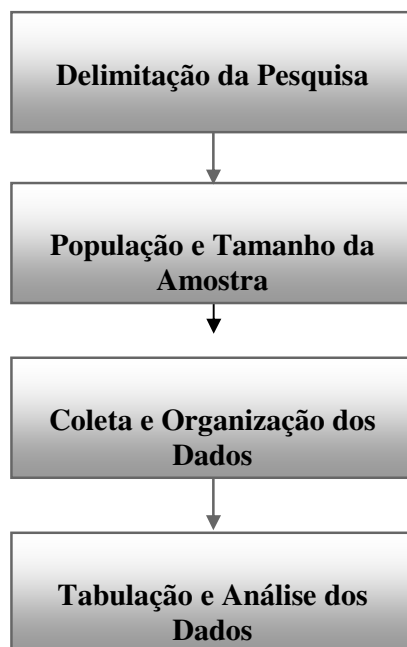 Delimitação da Pesquisa
População e Tamanho da
Amostra
Coleta e Organização dos
Dados
Tabulação e Análise dos
Dados